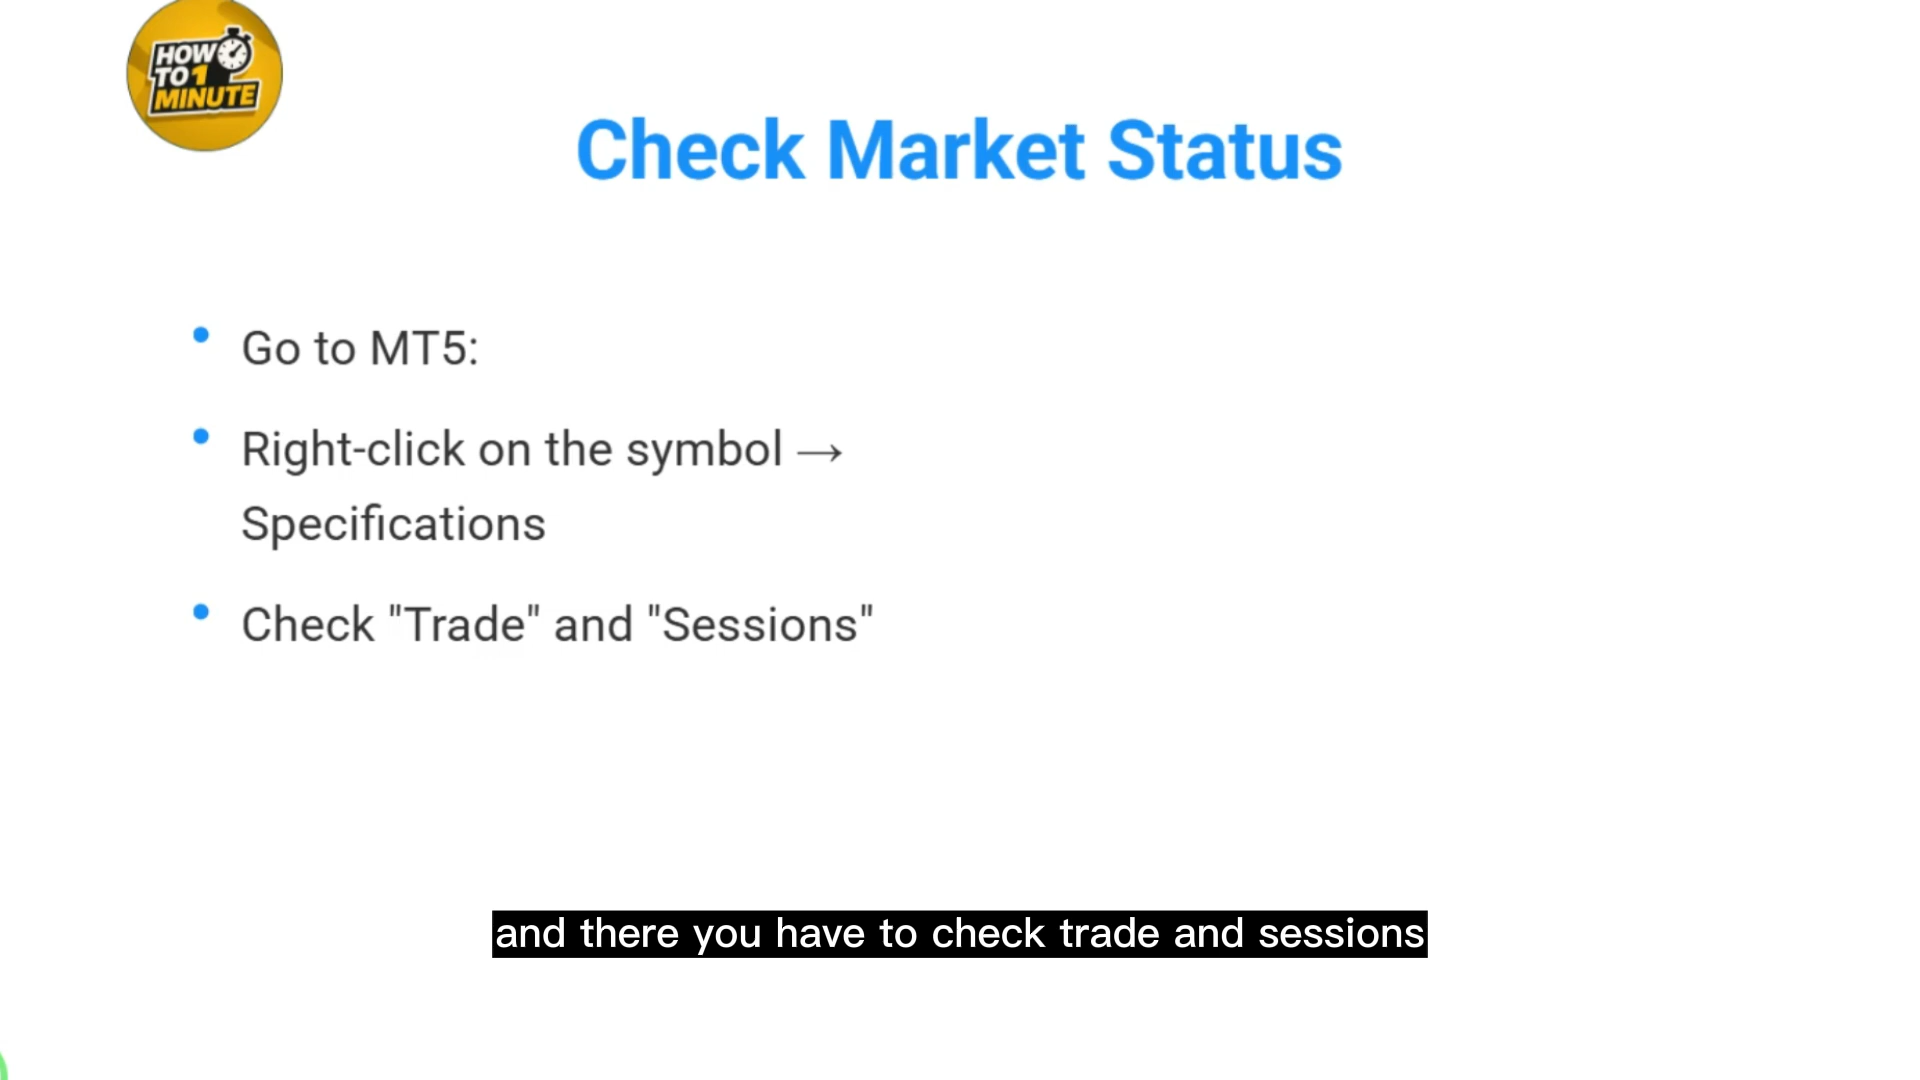 HOW
TO 1
MINUTE
Check Market Status
• Go to MT5:
• Right-click on the symbol →
Specifications
• Check "Trade" and "Sessions"
and there you have to check trade and sessions